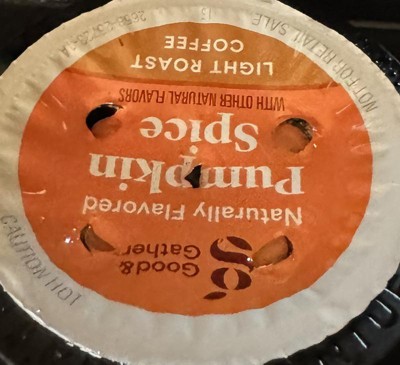 Good&
Gather
Naturally Flavored
Pumpkin
Spice
WITH OTHER NATURAL FLAVORS
LIGHT ROAST
COFFEE
CAUTION HOT
NOT FOR RETAIL SALE